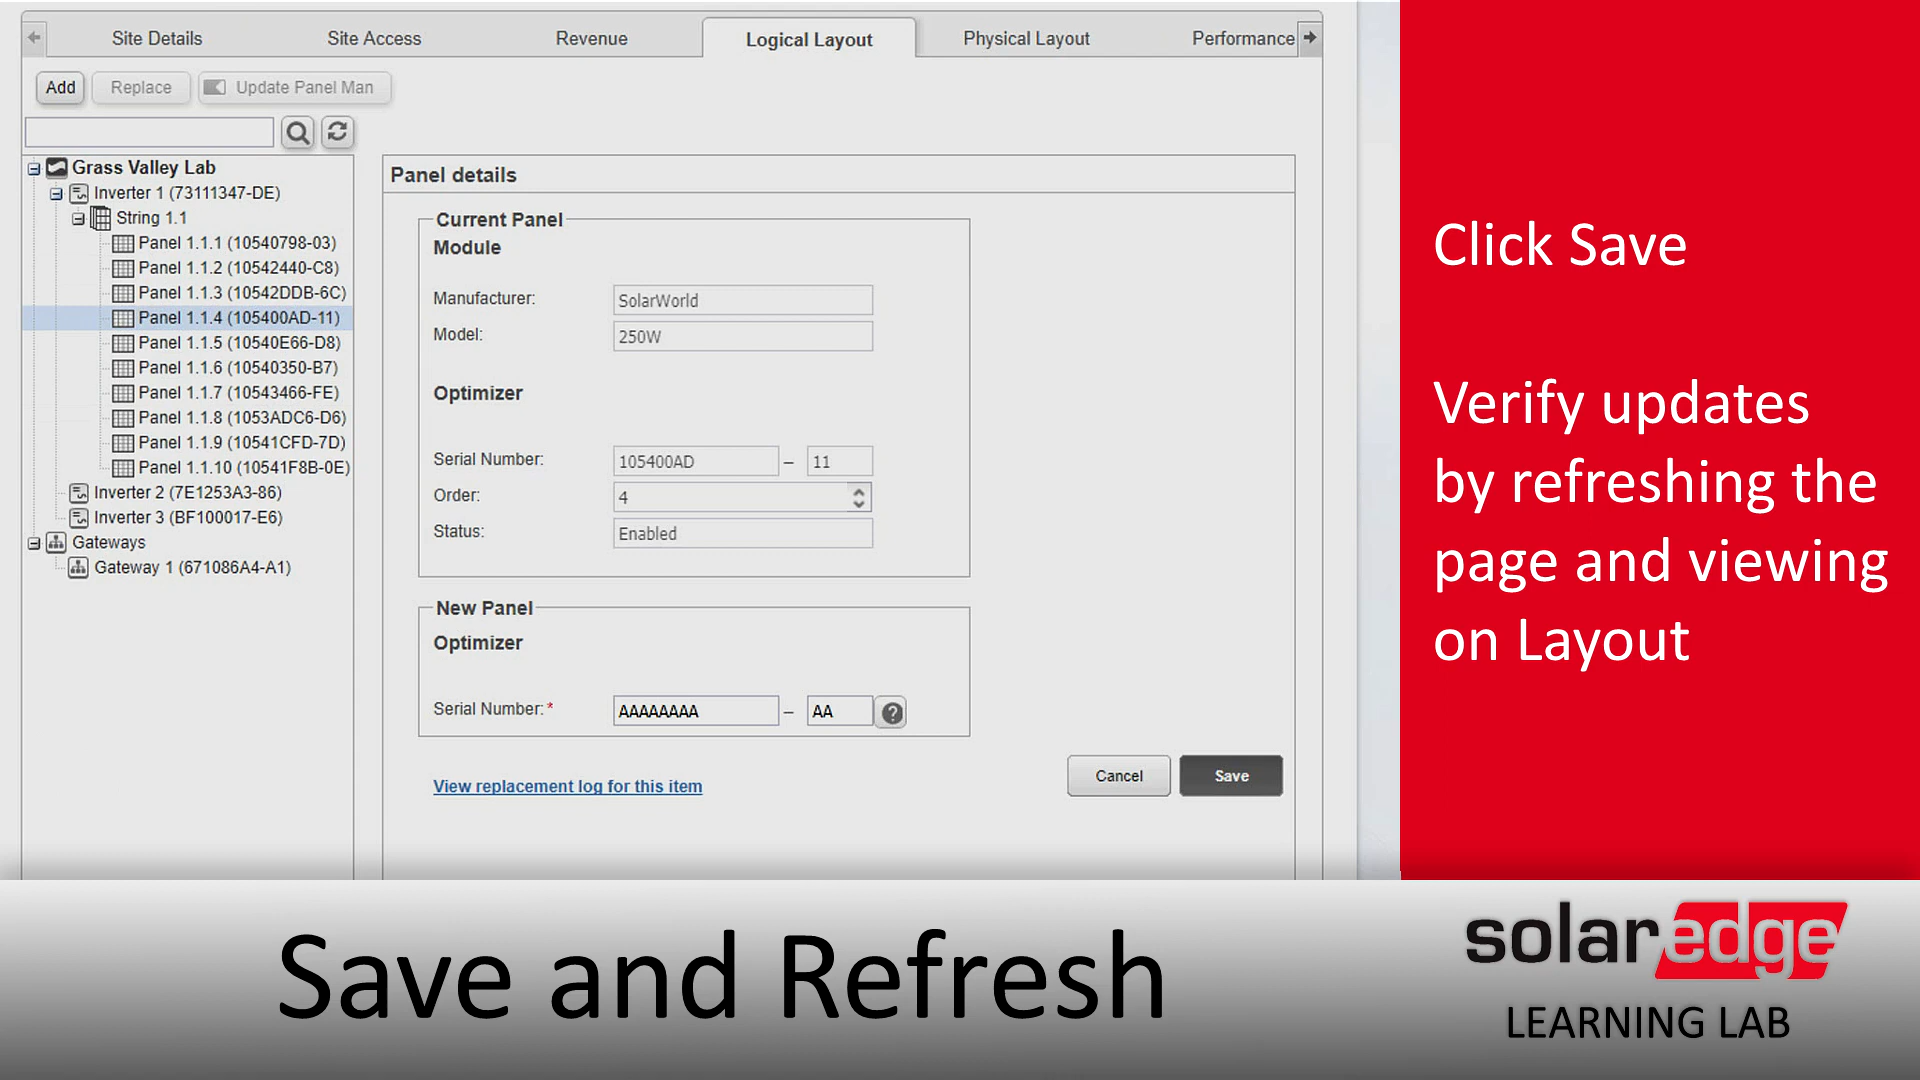 Site Details
Site Access
Revenue
Logical Layout
Physical Layout
Performance
Add
Replace
Update Panel Man
Grass Valley Lab
Inverter 1 (73111347-DE)
String 1.1
Panel 1.1.1 (10540798-03)
Panel 1.1.2 (10542440-C8)
Panel 1.1.3 (10542DDB-6C)
Panel 1.1.4 (105400AD-11)
Panel 1.1.5 (10540E66-D8)
Panel 1.1.6 (10540350-B7)
Panel 1.1.7 (10543466-FE)
Panel 1.1.8 (1053ADC6-D6)
Panel 1.1.9 (10541CFD-7D)
Panel 1.1.10 (10541F8B-0E)
Inverter 2 (7E1253A3-86)
Inverter 3 (BF100017-E6)
Gateways
Gateway 1 (671086A4-A1)
Panel details
Current Panel
Module
Manufacturer: SolarWorld
Model: 250W
Optimizer
Serial Number: 105400AD – 11
Order: 4
Status: Enabled
New Panel
Optimizer
Serial Number:* AAAAAAAA – AA ?
View replacement log for this item
Cancel
Save
Click Save
Verify updates
by refreshing the
page and viewing
on Layout
Save and Refresh
solaredge
LEARNING LAB